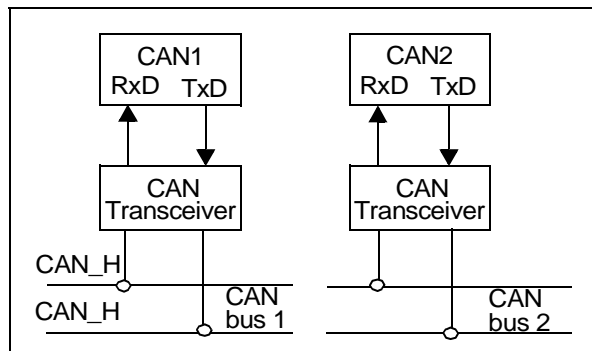 CAN1
RxD TxD
CAN
Transceiver
CAN_H
CAN_H
CAN
bus 1
CAN2
RxD TxD
CAN
Transceiver
CAN
bus 2